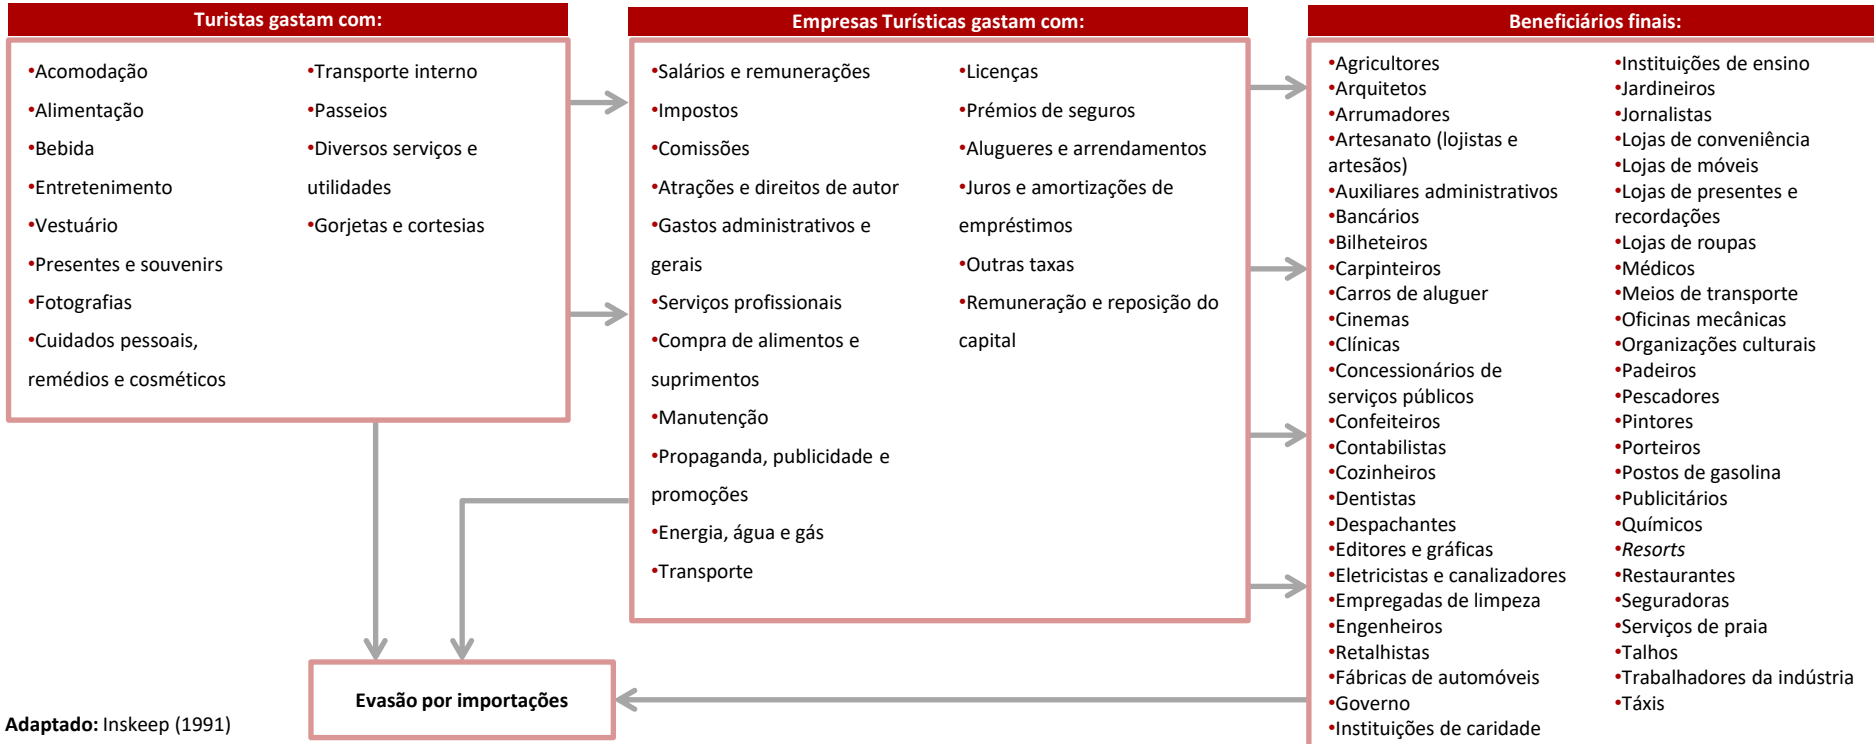 Turistas gastam com:
•Acomodação
•Alimentação
•Bebida
•Entretenimento
•Vestuário
•Presentes e souvenirs
•Fotografias
•Cuidados pessoais,
remédios e cosméticos
•Transporte interno
•Passeios
•Diversos serviços e
utilidades
•Gorjetas e cortesias
Empresas Turísticas gastam com:
•Salários e remunerações
•Impostos
•Comissões
•Atrações e direitos de autor
•Gastos administrativos e
gerais
•Serviços profissionais
•Compra de alimentos e
suprimentos
•Manutenção
•Propaganda, publicidade e
promoções
•Energia, água e gás
•Transporte
•Licenças
•Prémios de seguros
•Alugueres e arrendamentos
•Juros e amortizações de
empréstimos
•Outras taxas
•Remuneração e reposição do
capital
Beneficiários finais:
•Agricultores
•Arquitetos
•Arrumadores
•Artesanato (lojistas e
artesãos)
•Auxiliares administrativos
•Bancários
•Bilheteiros
•Carpinteiros
•Carros de aluguer
•Cinemas
•Clínicas
•Concessionários de
serviços públicos
•Confeiteiros
•Contabilistas
•Cozinheiros
•Dentistas
•Despachantes
•Editores e gráficas
•Eletricistas e canalizadores
•Empregadas de limpeza
•Engenheiros
•Retalhistas
•Fábricas de automóveis
•Governo
•Instituições de caridade
•Instituições de ensino
•Jardineiros
•Jornalistas
•Lojas de conveniência
•Lojas de móveis
•Lojas de presentes e
recordações
•Lojas de roupas
•Médicos
•Meios de transporte
•Oficinas mecânicas
•Organizações culturais
•Padeiros
•Pescadores
•Pintores
•Porteiros
•Postos de gasolina
•Publicitários
•Químicos
•Resorts
•Restaurantes
•Seguradoras
•Serviços de praia
•Talhos
•Trabalhadores da indústria
•Táxis
Evasão por importações
Adaptado: Inskeep (1991)